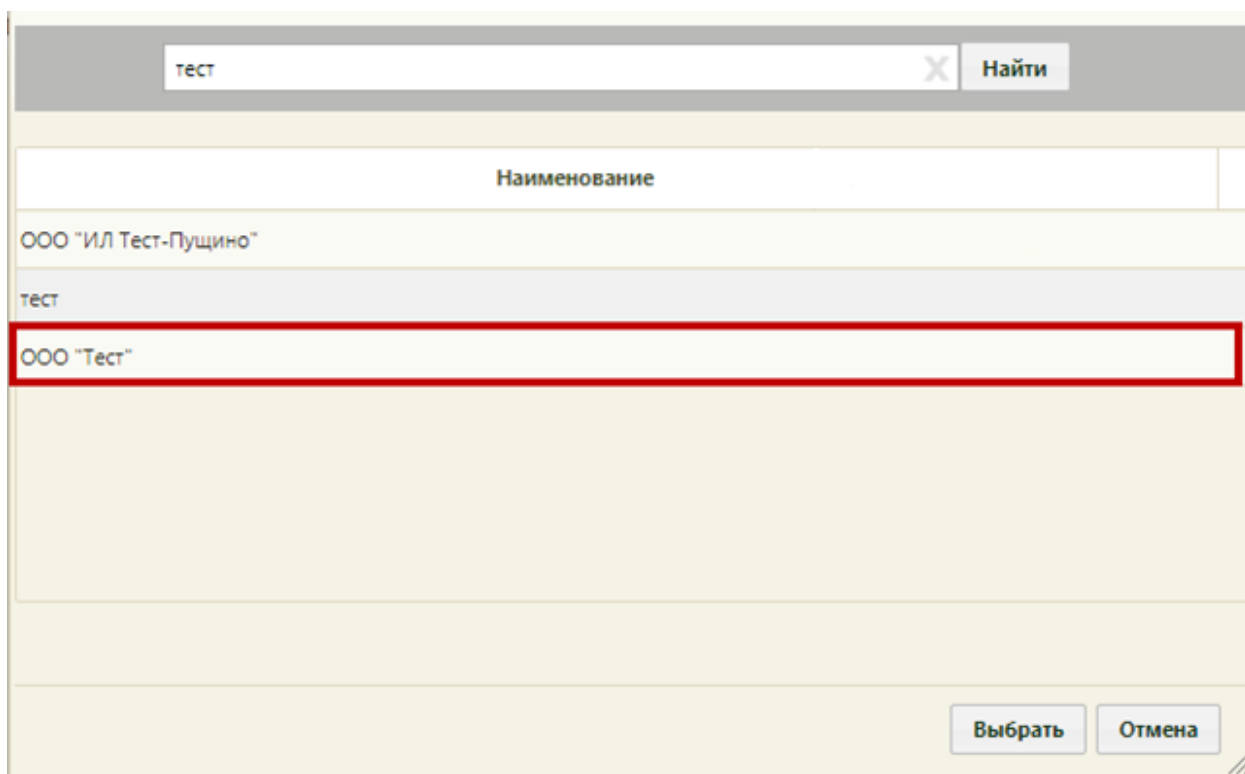 тест
Найти
Наименование
ООО "ИЛ Тест-Пущино"
тест
ООО "Тест"
Выбрать Отмена